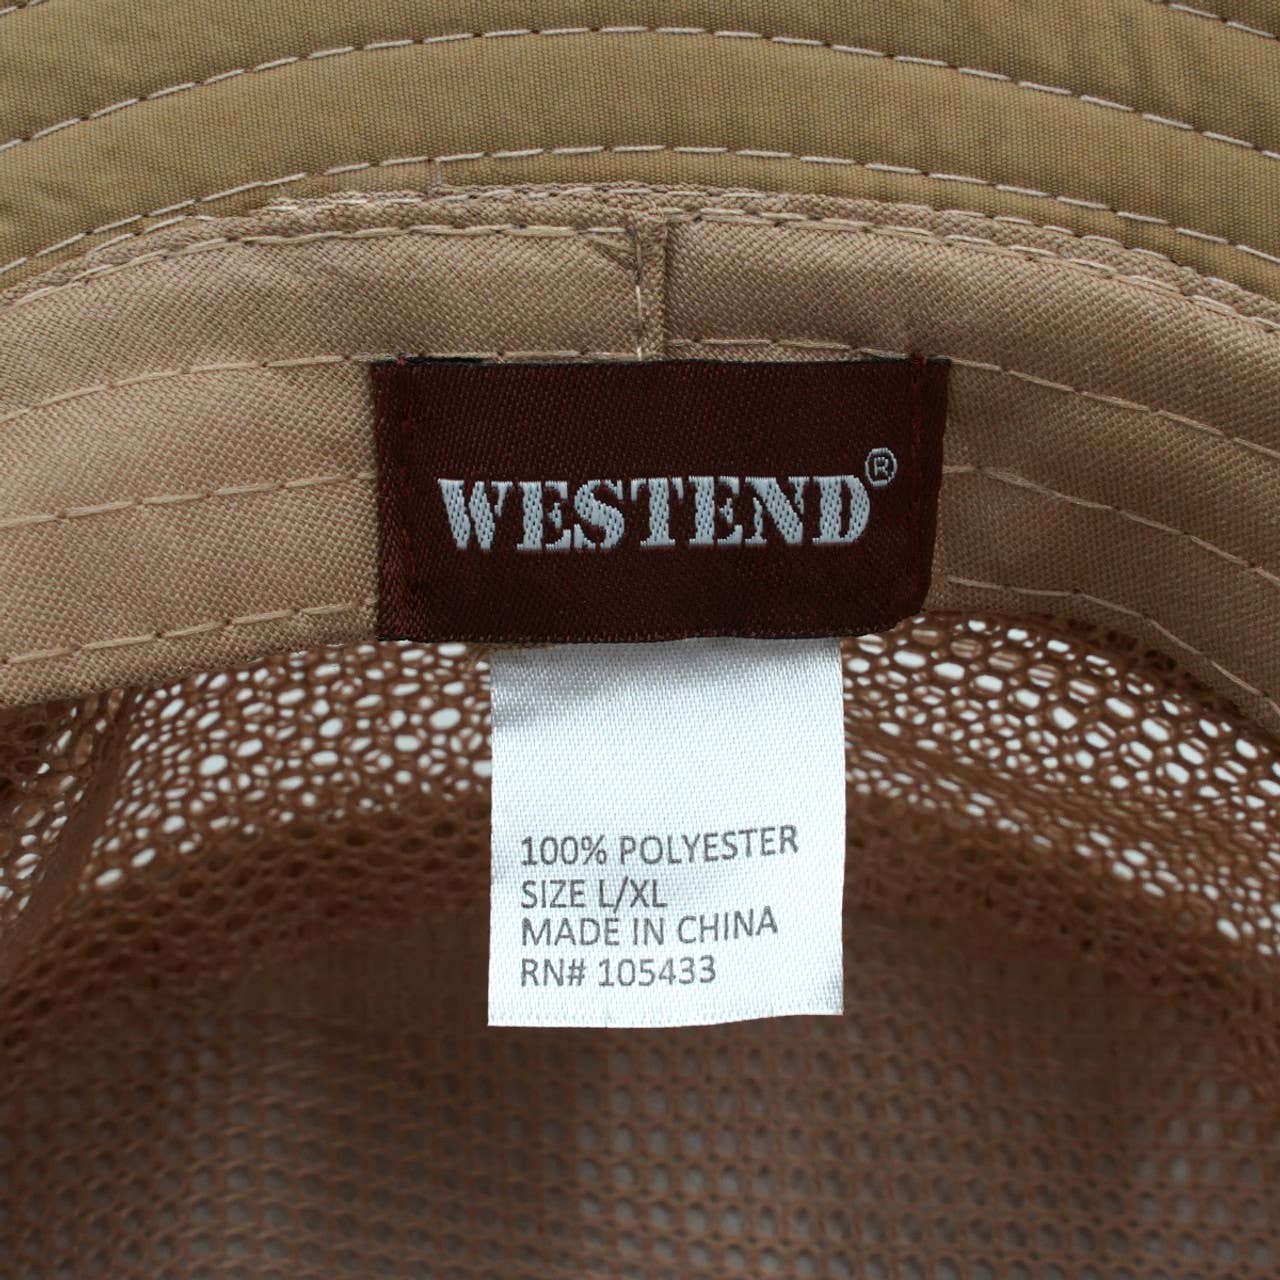 WESTEND®
100% POLYESTER
SIZE L/XL
MADE IN CHINA
RN# 105433